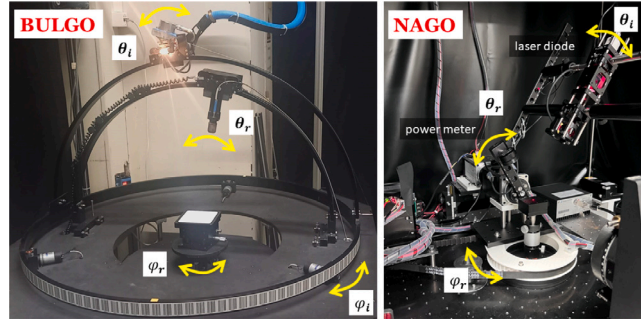 BULGO
θi
θr
φr
φi
NAGO
θi
laser diode
θr
power meter
φr